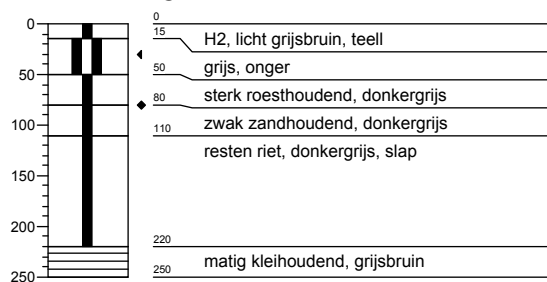 0
0
15
H2, licht grijsbruin, teell
grijs, onger
50
50
sterk roesthoudend, donkergrijs
80
zwak zandhoudend, donkergrijs
100
110
resten riet, donkergrijs, slap
150
200
220
matig kleihoudend, grijsbruin
250
250